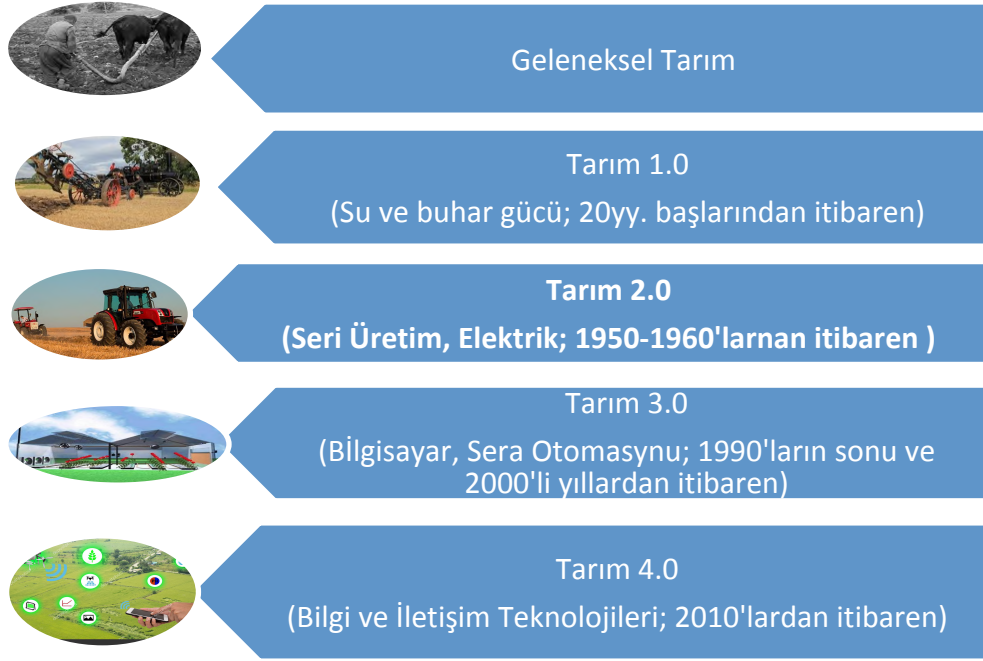 Geleneksel Tarım
Tarım 1.0
(Su ve buhar gücü; 20yy. başlarından itibaren)
Tarım 2.0
(Seri Üretim, Elektrik; 1950-1960'larnan itibaren )
Tarım 3.0
(Bİlgisayar, Sera Otomasynu; 1990'ların sonu ve
2000'li yıllardan itibaren)
Tarım 4.0
(Bilgi ve İletişim Teknolojileri; 2010'lardan itibaren)